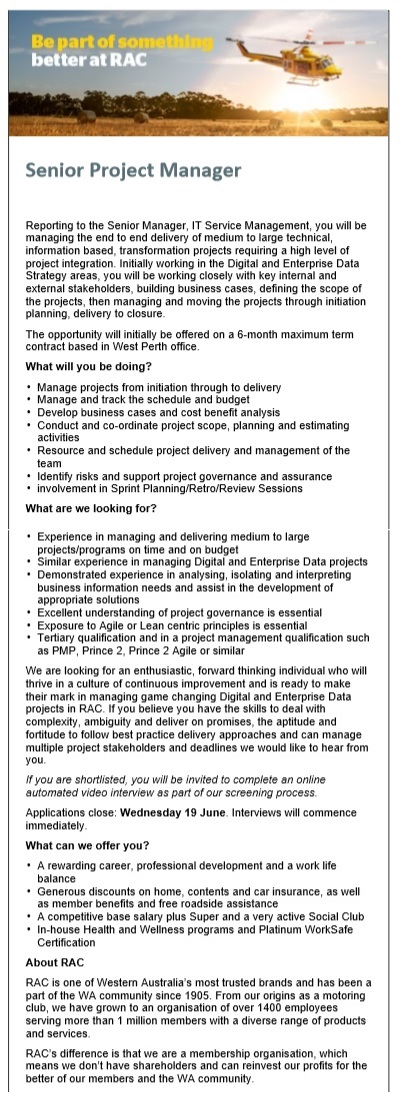 Be part of something
better at RAC
Senior Project Manager
Reporting to the Senior Manager, IT Service Management, you will be
managing the end to end delivery of medium to large technical,
information based, transformation projects requiring a high level of
project integration. Initially working in the Digital and Enterprise Data
Strategy areas, you will be working closely with key internal and
external stakeholders, building business cases, defining the scope of
the projects, then managing and moving the projects through initiation
planning, delivery to closure.
The opportunity will initially be offered on a 6-month maximum term
contract based in West Perth office.
What will you be doing?
• Manage projects from initiation through to delivery
• Manage and track the schedule and budget
• Develop business cases and cost benefit analysis
• Conduct and co-ordinate project scope, planning and estimating
activities
• Resource and schedule project delivery and management of the
team
• Identify risks and support project governance and assurance
• involvement in Sprint Planning/Retro/Review Sessions
What are we looking for?
• Experience in managing and delivering medium to large
projects/programs on time and on budget
• Similar experience in managing Digital and Enterprise Data projects
• Demonstrated experience in analysing, isolating and interpreting
business information needs and assist in the development of
appropriate solutions
• Excellent understanding of project governance is essential
• Exposure to Agile or Lean centric principles is essential
• Tertiary qualification and in a project management qualification such
as PMP, Prince 2, Prince 2 Agile or similar
We are looking for an enthusiastic, forward thinking individual who will
thrive in a culture of continuous improvement and is ready to make
their mark in managing game changing Digital and Enterprise Data
projects in RAC. If you believe you have the skills to deal with
complexity, ambiguity and deliver on promises, the aptitude and
fortitude to follow best practice delivery approaches and can manage
multiple project stakeholders and deadlines we would like to hear from
you.
If you are shortlisted, you will be invited to complete an online
automated video interview as part of our screening process.
Applications close: Wednesday 19 June. Interviews will commence
immediately.
What can we offer you?
• A rewarding career, professional development and a work life
balance
• Generous discounts on home, contents and car insurance, as well
as member benefits and free roadside assistance
• A competitive base salary plus Super and a very active Social Club
• In-house Health and Wellness programs and Platinum WorkSafe
Certification
About RAC
RAC is one of Western Australia's most trusted brands and has been a
part of the WA community since 1905. From our origins as a motoring
club, we have grown to an organisation of over 1400 employees
serving more than 1 million members with a diverse range of products
and services.
RAC's difference is that we are a membership organisation, which
means we don't have shareholders and can reinvest our profits for the
better of our members and the WA community.